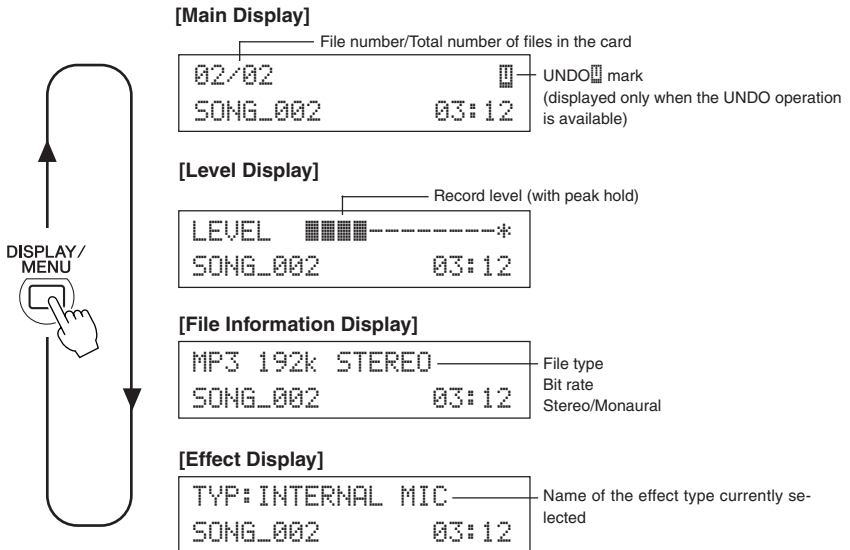 [Main Display]
File number/Total number of files in the card
02/02
SONG_002 03:12
UNDO mark
(displayed only when the UNDO operation
is available)
[Level Display]
Record level (with peak hold)
LEVEL ---------*
SONG_002 03:12
DISPLAY/
MENU
[File Information Display]
MP3 192k STEREO
SONG_002 03:12
File type
Bit rate
Stereo/Monaural
[Effect Display]
TYP:INTERNAL MIC
SONG_002 03:12
Name of the effect type currently se-
lected